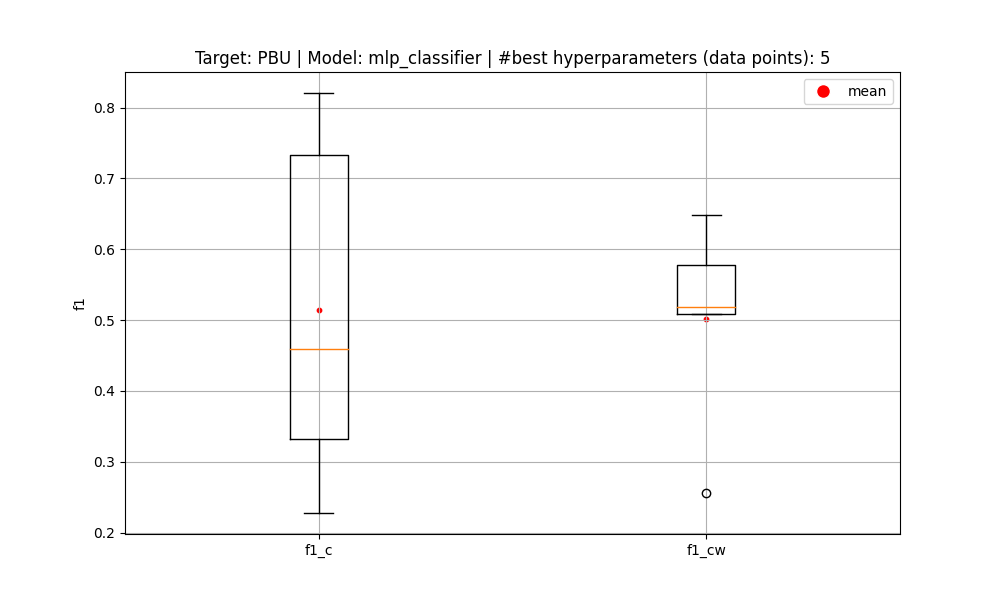 Target: PBU | Model: mlp_classifier | #best hyperparameters (data points): 5
mean
f1
0.8
0.7
0.6
0.5
0.4
0.3
0.2
f1_c
f1_cw